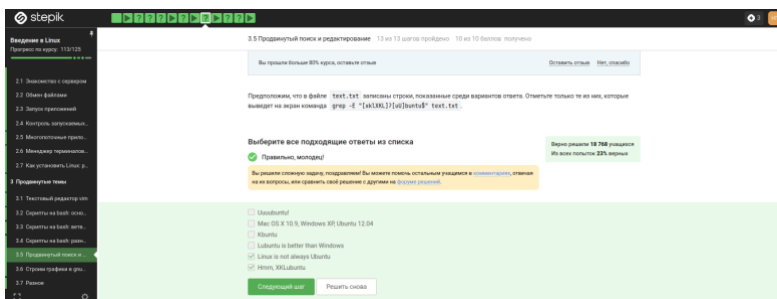 stepik
3
Введение в Linux
Прогресс по курсу: 113/125
3.5 Продвинутый поиск и редактирование 13 из 13 шагов пройдено 10 из 10 баллов получено
Вы прошли больше 80% курса, оставьте отзыв
Оставить отзыв Нет, спасибо
2.1 Знакомство с сервером
2.2 Обмен файлами
2.3 Запуск приложений
2.4 Контроль запускаемых...
2.5 Многопоточные прило...
2.6 Менеджер терминалов...
2.7 Как установить Linux: р...
3 Продвинутые темы
3.1 Текстовый редактор vim
3.2 Скрипты на bash: осно...
3.3 Скрипты на bash: ветв...
3.4 Скрипты на bash: разн...
3.5 Продвинутый поиск и...
3.6 Строим графики в gnu...
3.7 Разное
Предположим, что в файле text.txt записаны строки, показанные среди вариантов ответа. Отметьте только те из них, которые
выведет на экран команда grep -E "[xklXKL]?[uU]buntu$" text.txt.
Выберите все подходящие ответы из списка
Правильно, молодец!
Верно решили 18 768 учащихся
Из всех попыток 23% верных
Вы решили сложную задачу, поздравляем! Вы можете помочь остальным учащимся в комментариях, отвечая
на их вопросы, или сравнить своё решение с другими на форуме решений.
Uuuubuntu!
Mac OS X 10.9, Windows XP, Ubuntu 12.04
Kbuntu
Lubuntu is better than Windows
Linux is not always Ubuntu
Hmm, XKLubuntu
Следующий шаг Решить снова